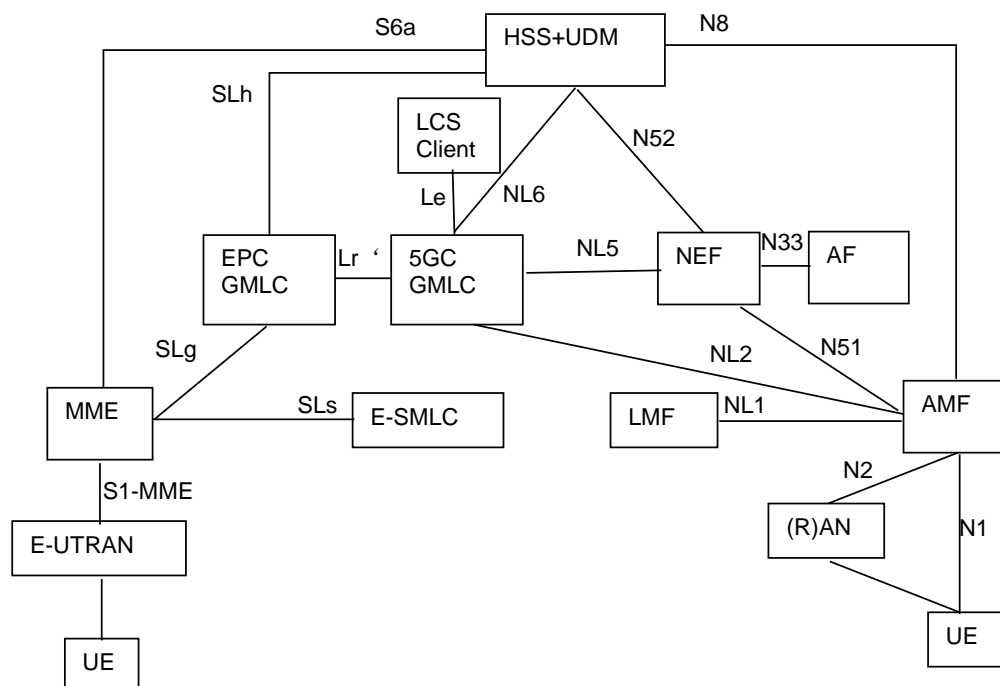 S6a
HSS+UDM
N8
SLh
LCS
Client
N52
Le
NL6
EPC
GMLC
Lr ‘
5GC
GMLC
NL5
NEF
N33
AF
SLg
NL2
N51
MME
SLs
E-SMLC
LMF
NL1
AMF
S1-MME
N2
E-UTRAN
(R)AN
N1
UE
UE